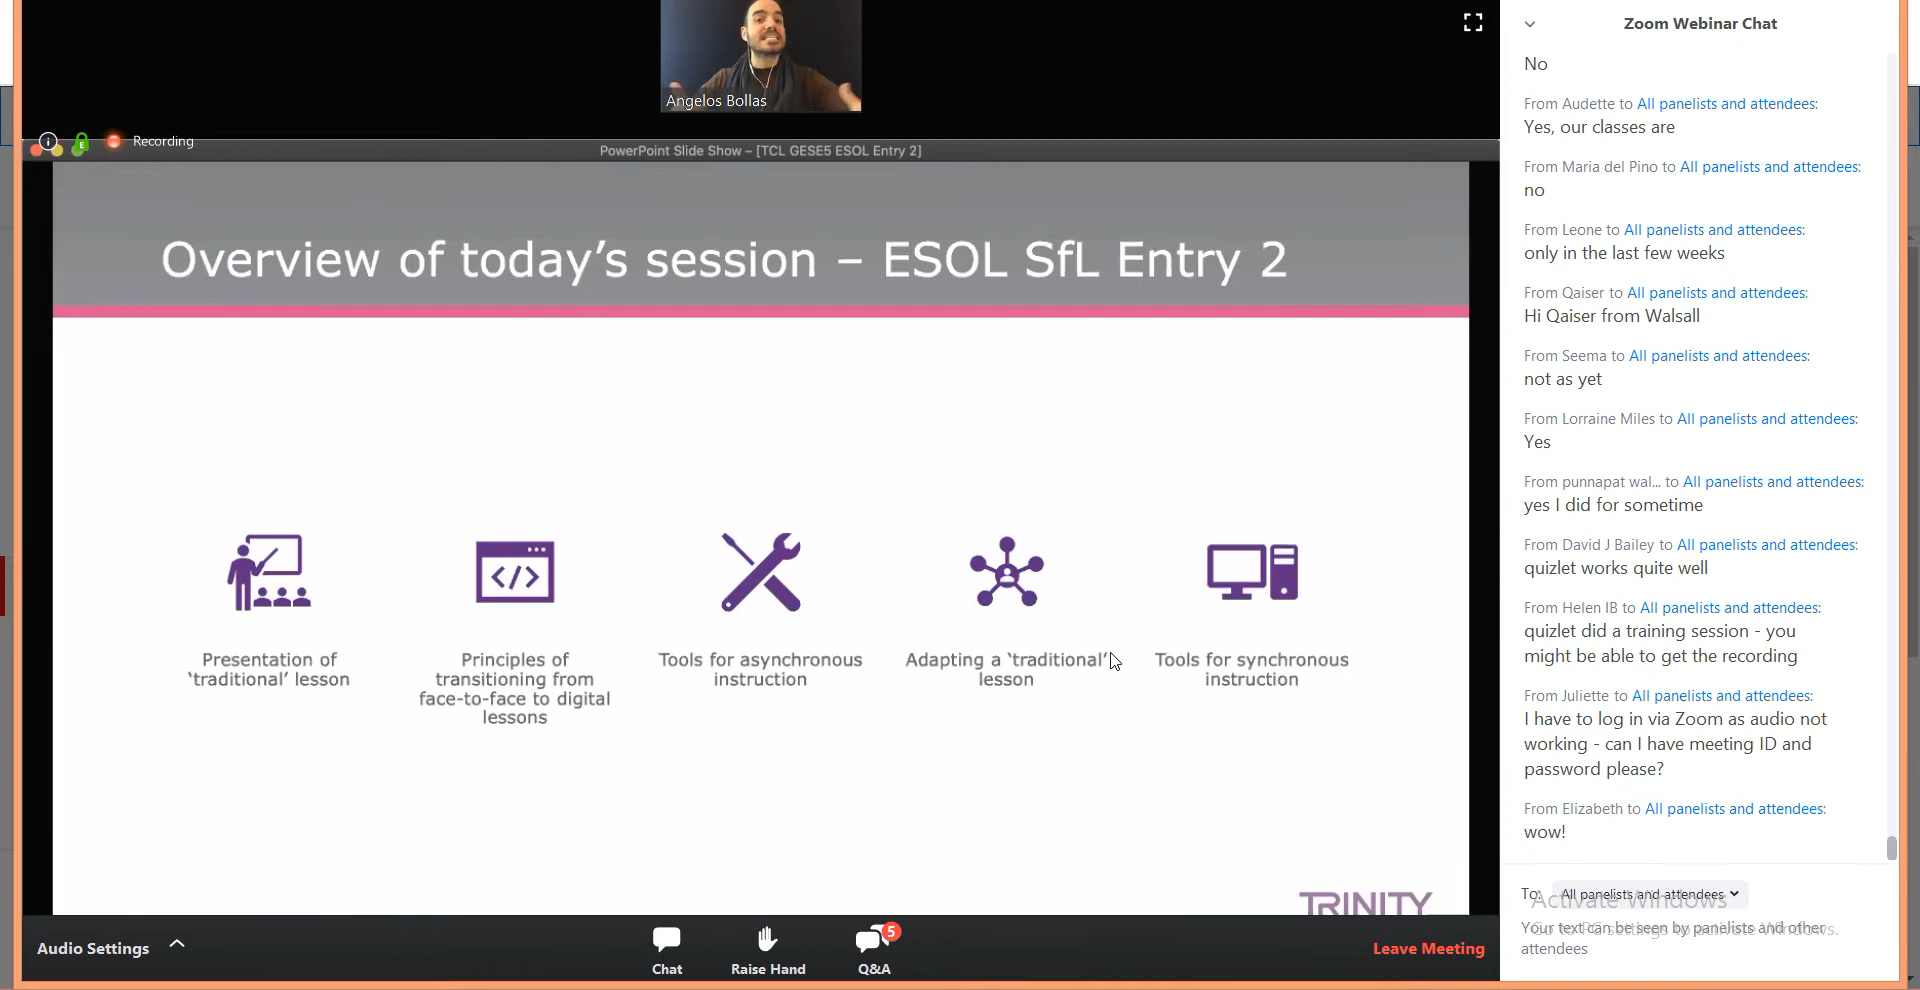 Angelos Bollas
Recording
PowerPoint Slide Show – [TCL GESE5 ESOL Entry 2]
Overview of today's session – ESOL SfL Entry 2
Presentation of
‘traditional’ lesson
Principles of
transitioning from
face-to-face to digital
lessons
Tools for asynchronous
instruction
Adapting a ‘traditional’
lesson
Tools for synchronous
instruction
TRINITY
Audio Settings
Chat
Raise Hand
5
Q&A
Leave Meeting
Zoom Webinar Chat
No
From Audette to All panelists and attendees:
Yes, our classes are
From Maria del Pino to All panelists and attendees:
no
From Leone to All panelists and attendees:
only in the last few weeks
From Qaiser to All panelists and attendees:
Hi Qaiser from Walsall
From Seema to All panelists and attendees:
not as yet
From Lorraine Miles to All panelists and attendees:
Yes
From punnapat wal... to All panelists and attendees:
yes I did for sometime
From David J Bailey to All panelists and attendees:
quizlet works quite well
From Helen IB to All panelists and attendees:
quizlet did a training session - you
might be able to get the recording
From Juliette to All panelists and attendees:
I have to log in via Zoom as audio not
working - can I have meeting ID and
password please?
From Elizabeth to All panelists and attendees:
wow!
To: All panelists and attendees
Activate Windows
Your text can be seen by panelists and other
attendees
Go to PC settings to activate Windows.